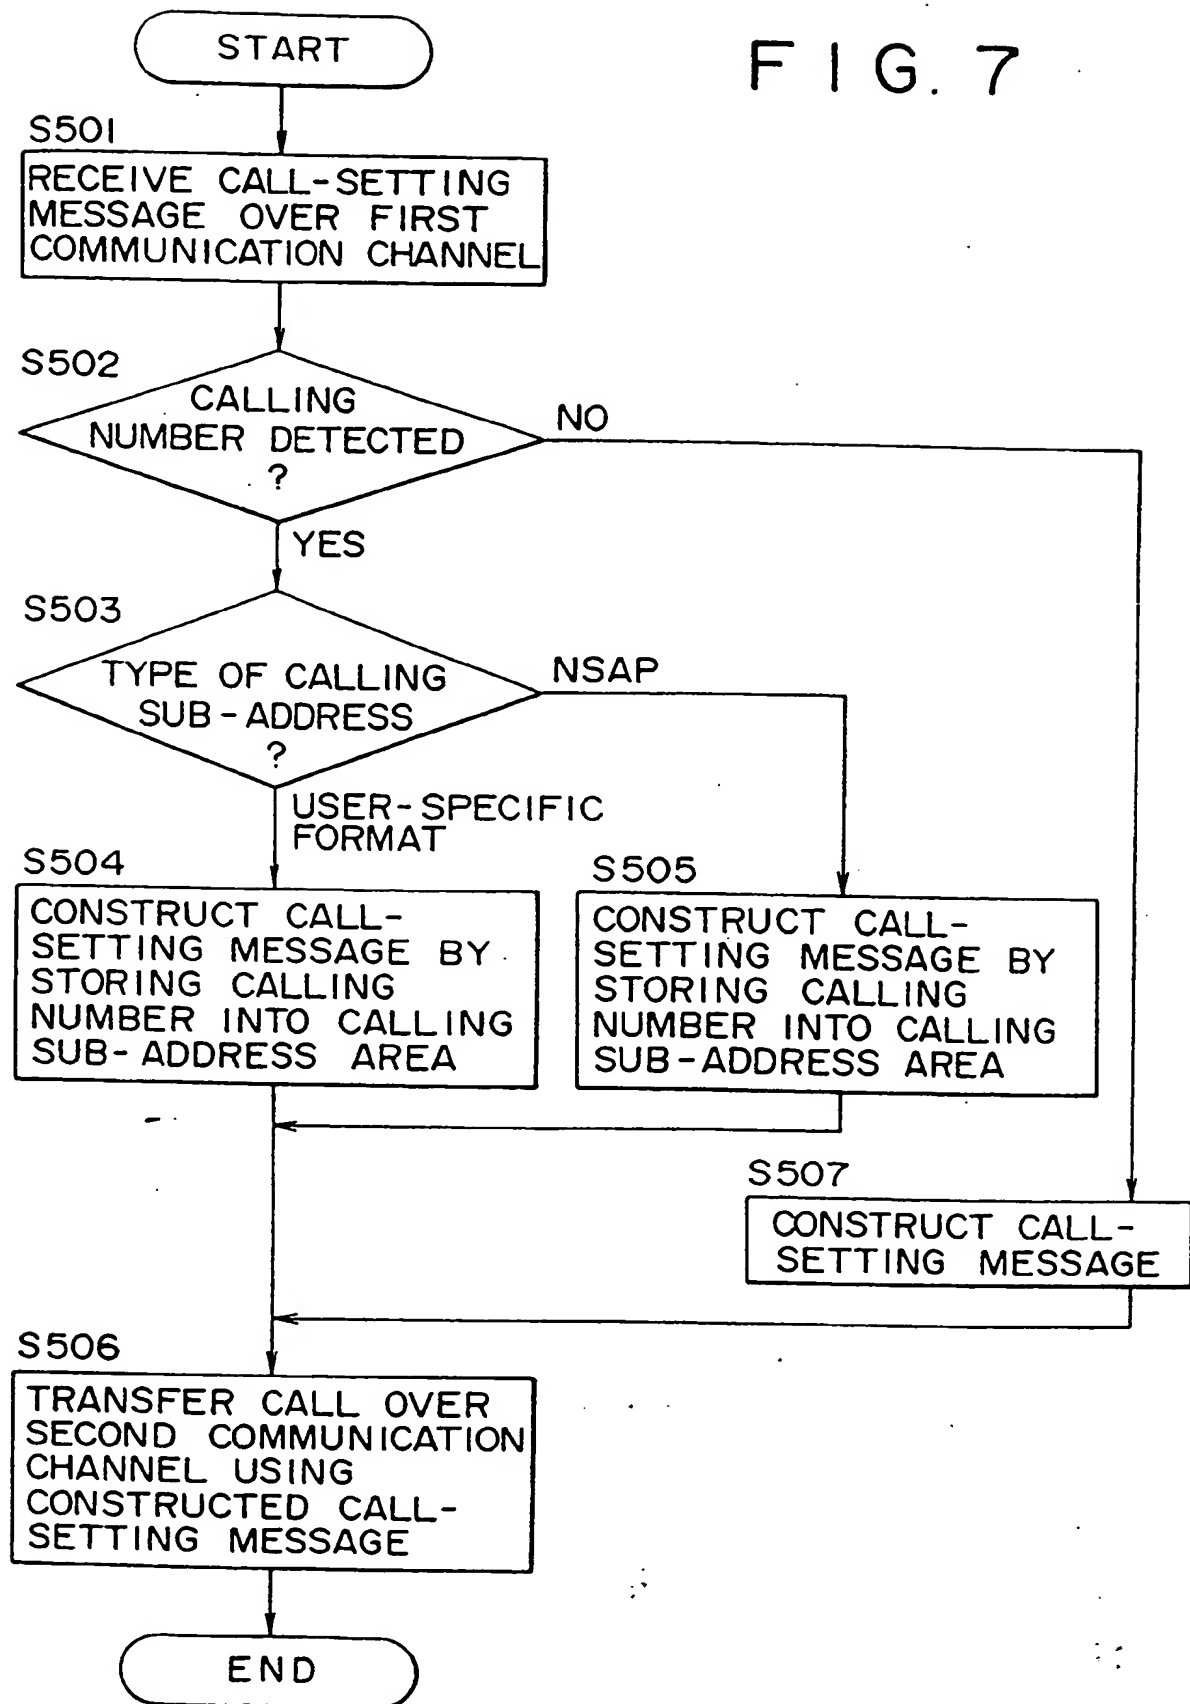 START
FIG. 7
S501
RECEIVE CALL-SETTING
MESSAGE OVER FIRST
COMMUNICATION CHANNEL
S502
CALLING
NUMBER DETECTED
?
NO
YES
S503
TYPE OF CALLING
SUB-ADDRESS
?
NSAP
USER-SPECIFIC
FORMAT
S504
CONSTRUCT CALL-
SETTING MESSAGE BY
STORING CALLING
NUMBER INTO CALLING
SUB-ADDRESS AREA
S505
CONSTRUCT CALL-
SETTING MESSAGE BY
STORING CALLING
NUMBER INTO CALLING
SUB-ADDRESS AREA
S507
CONSTRUCT CALL-
SETTING MESSAGE
S506
TRANSFER CALL OVER
SECOND COMMUNICATION
CHANNEL USING
CONSTRUCTED CALL-
SETTING MESSAGE
END